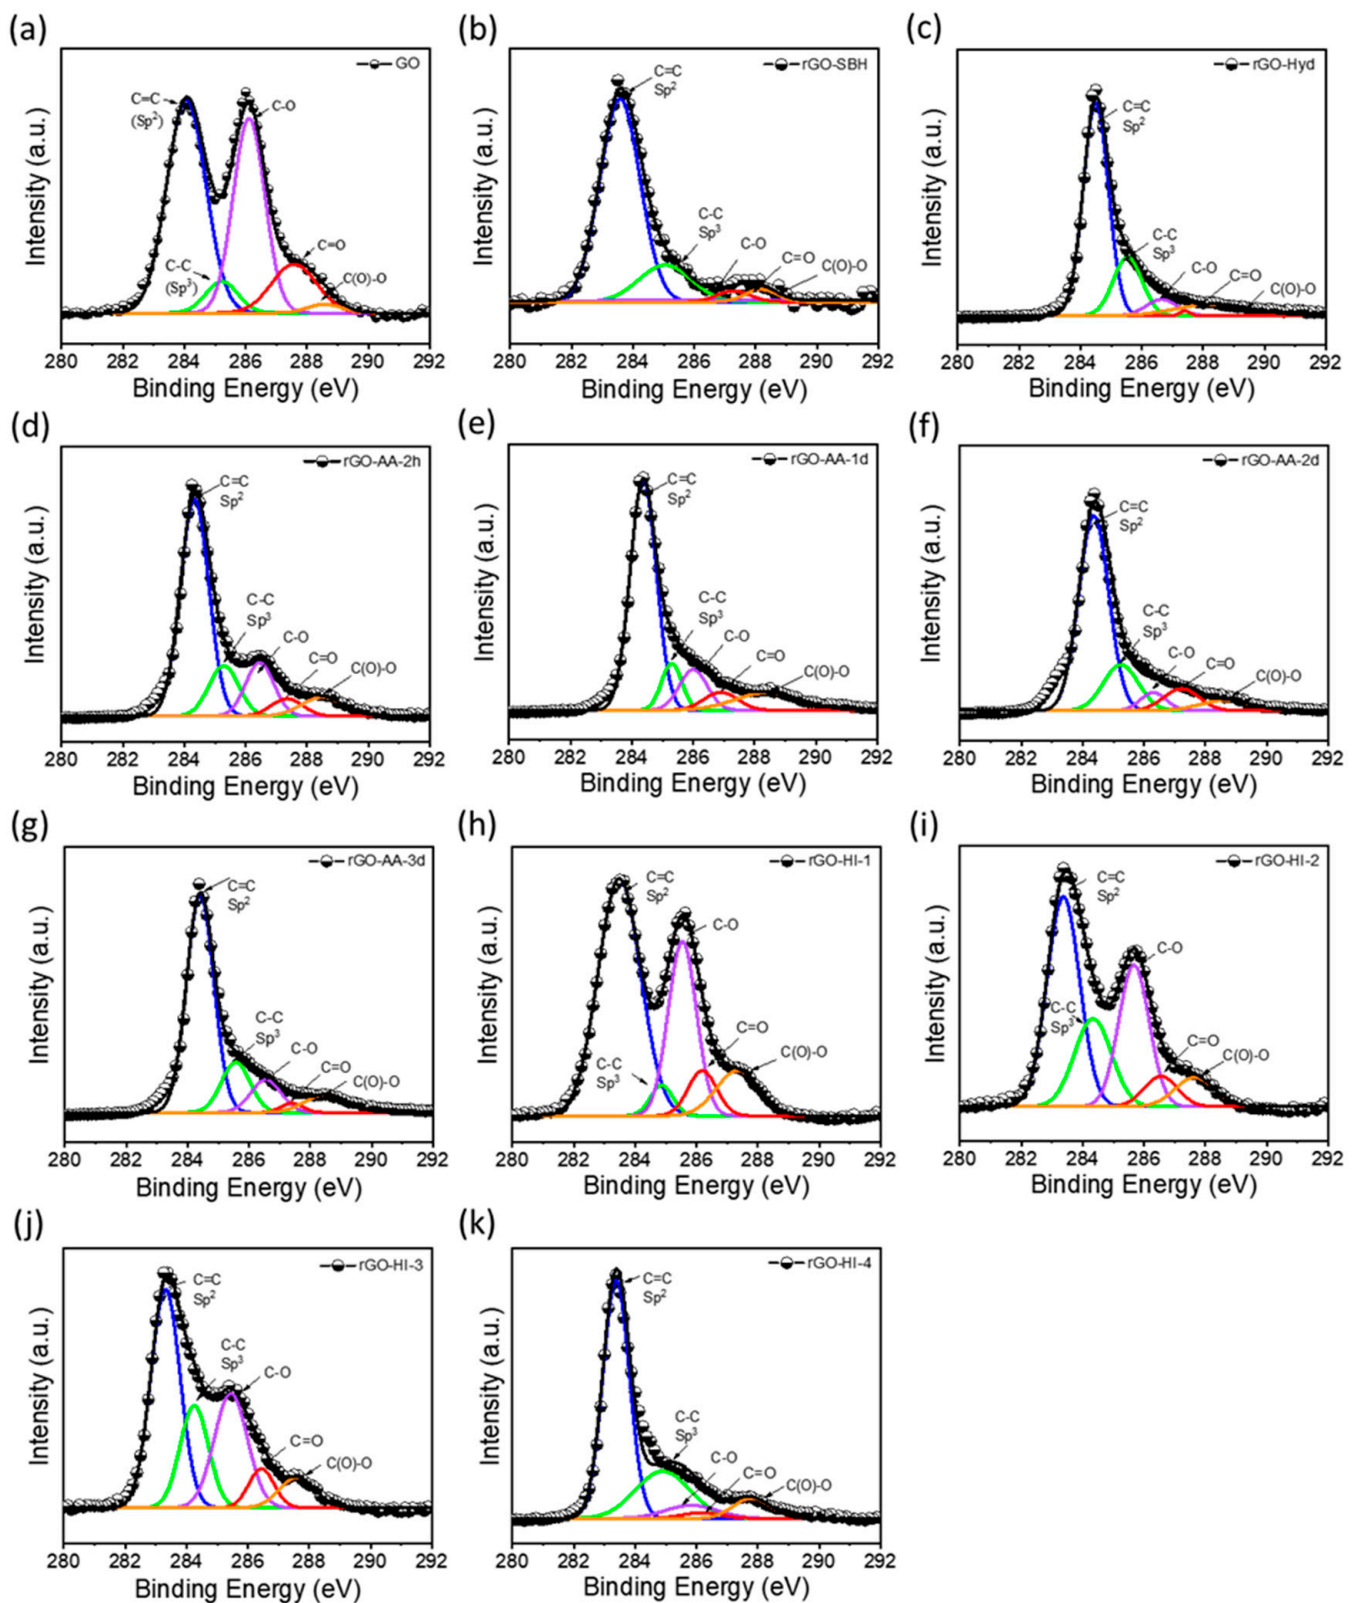 (a)
GO
C=C
(Sp²)
C-O
C-C
(Sp³)
C=O
C(O)-O
Intensity (a.u.)
280 282 284 286 288 290 292
Binding Energy (eV)
(b)
rGO-SBH
C=C
Sp²
C-C
Sp³
C-O
C=O
C(O)-O
Intensity (a.u.)
280 282 284 286 288 290 292
Binding Energy (eV)
(c)
rGO-Hyd
C=C
Sp²
C-C
Sp³
C-O
C=O
C(O)-O
Intensity (a.u.)
280 282 284 286 288 290 292
Binding Energy (eV)
(d)
rGO-AA-2h
C=C
Sp²
C-C
Sp³
C-O
C=O
C(O)-O
Intensity (a.u.)
280 282 284 286 288 290 292
Binding Energy (eV)
(e)
rGO-AA-1d
C=C
Sp²
C-C
Sp³
C-O
C=O
C(O)-O
Intensity (a.u.)
280 282 284 286 288 290 292
Binding Energy (eV)
(f)
rGO-AA-2d
C=C
Sp²
C-C
Sp³
C-O
C=O
C(O)-O
Intensity (a.u.)
280 282 284 286 288 290 292
Binding Energy (eV)
(g)
rGO-AA-3d
C=C
Sp²
C-C
Sp³
C-O
C=O
C(O)-O
Intensity (a.u.)
280 282 284 286 288 290 292
Binding Energy (eV)
(h)
rGO-HI-1
C=C
Sp²
C-O
C-C
Sp³
C=O
C(O)-O
Intensity (a.u.)
280 282 284 286 288 290 292
Binding Energy (eV)
(i)
rGO-HI-2
C=C
Sp²
C-O
C-C
Sp³
C=O
C(O)-O
Intensity (a.u.)
280 282 284 286 288 290 292
Binding Energy (eV)
(j)
rGO-HI-3
C=C
Sp²
C-C
Sp³
C-O
C=O
C(O)-O
Intensity (a.u.)
280 282 284 286 288 290 292
Binding Energy (eV)
(k)
rGO-HI-4
C=C
Sp²
C-C
Sp³
C-O
C=O
C(O)-O
Intensity (a.u.)
280 282 284 286 288 290 292
Binding Energy (eV)